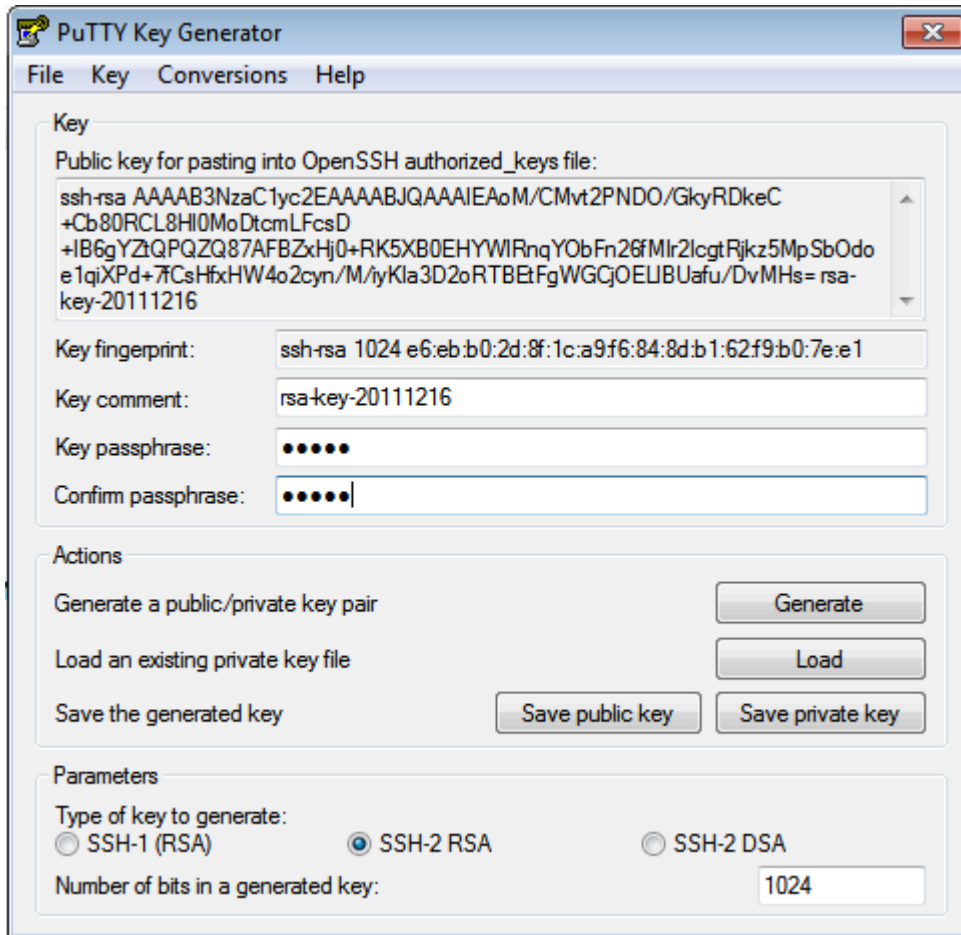 PuTTY Key Generator
File Key Conversions Help
Key
Public key for pasting into OpenSSH authorized_keys file:
ssh-rsa AAAAB3NzaC1yc2EAAAABJQAAAIEAoM/CMvt2PNDO/GkyRDkeC
+Cb80RCL8HI0MoDtcmLFcsD
+IB6gYZtQPQZQ87AFBZxHj0+RK5XB0EHYWIRnqYObFn26fMIr2IcgtRjkz5MpSbOdo
e1qiXPd+7fCsHfxHW4o2cyn/M/iyKIa3D2oRTBEtFgWGCjOELIBUafu/DvMHs= rsa-
key-20111216
Key fingerprint: ssh-rsa 1024 e6:eb:b0:2d:8f:1c:a9:f6:84:8d:b1:62:f9:b0:7e:e1
Key comment: rsa-key-20111216
Key passphrase: •••••
Confirm passphrase: •••••
Actions
Generate a public/private key pair Generate
Load an existing private key file Load
Save the generated key Save public key Save private key
Parameters
Type of key to generate:
SSH-1 (RSA) SSH-2 RSA SSH-2 DSA
Number of bits in a generated key: 1024